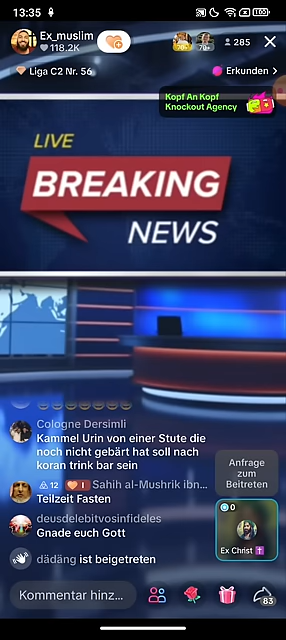 13:35
100
Ex_muslim
118.2K
70+
70+
285
Liga C2 Nr. 56
Erkunden
Kopf An Kopf
Knockout Agency
LIVE
BREAKING
NEWS
Cologne Dersimli
Kammel Urin von einer Stute die
noch nicht gebärt hat soll nach
koran trink bar sein
12
I
Sahih al-Mushrik ibn...
Teilzeit Fasten
deusdelebitvosinfideles
Gnade euch Gott
dädäng ist beigetreten
Anfrage
zum
Beitreten
0
Ex Christ
Kommentar hinz...
83